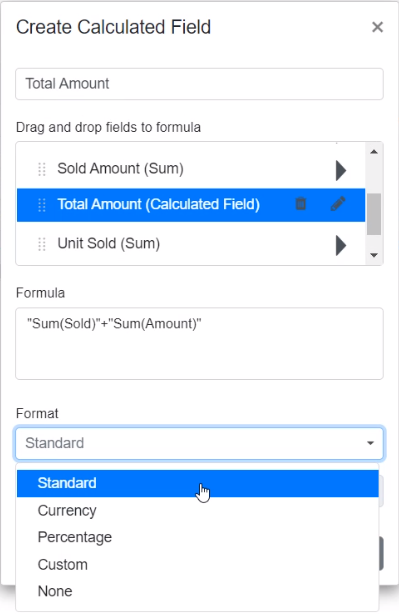 Create Calculated Field
Total Amount
Drag and drop fields to formula
Sold Amount (Sum)
Total Amount (Calculated Field)
Unit Sold (Sum)
Formula
"Sum(Sold)"+"Sum(Amount)"
Format
Standard
Standard
Currency
Percentage
Custom
None